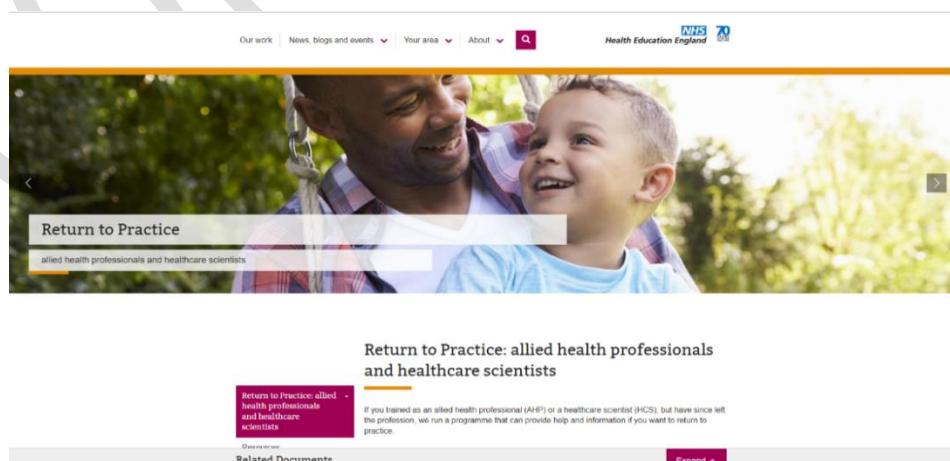 Our work
News, blogs and events
Your area
About
NHS
Health Education England
70
Return to Practice
allied health professionals and healthcare scientists
Return to Practice: allied health professionals
and healthcare scientists
Return to Practice: allied -
health professionals
and healthcare
scientists
If you trained as an allied health professional (AHP) or a healthcare scientist (HCS), but have since left
the profession, we run a programme that can provide help and information if you want to return to
practice.
Resources
Related Documents
Expand